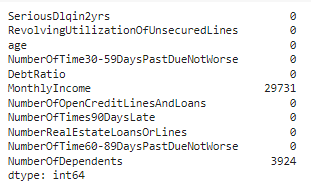 SeriousDlqin2yrs 0
RevolvingUtilizationOfUnsecuredLines 0
age 0
NumberOfTime30-59DaysPastDueNotWorse 0
DebtRatio 0
MonthlyIncome 29731
NumberOfOpenCreditLinesAndLoans 0
NumberOfTimes90DaysLate 0
NumberRealEstateLoansOrLines 0
NumberOfTime60-89DaysPastDueNotWorse 0
NumberOfDependents 3924
dtype: int64